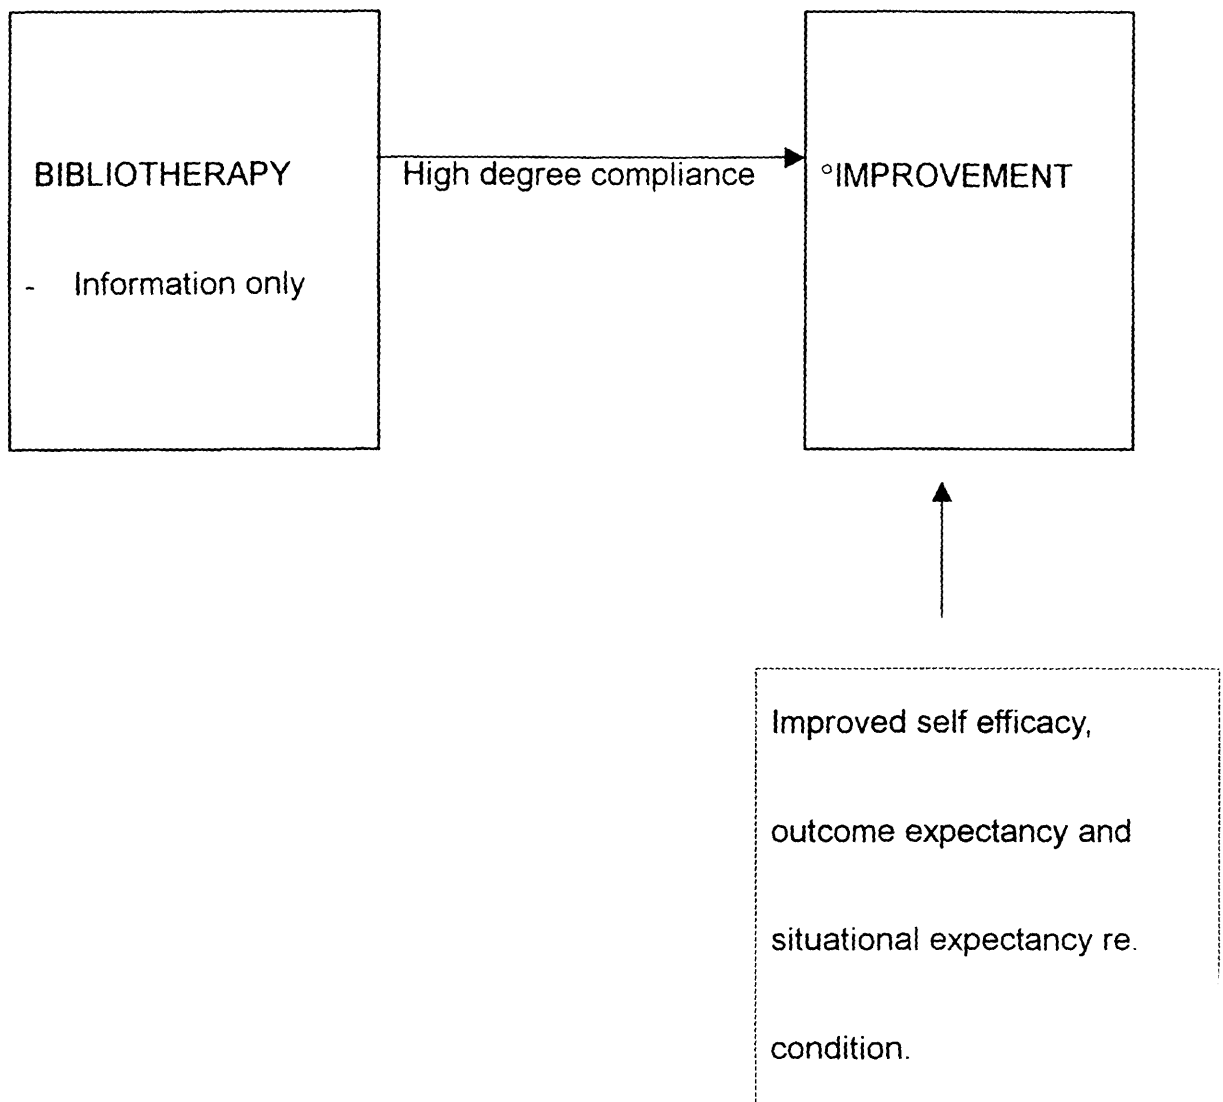 BIBLIOTHERAPY
- Information only
High degree compliance
°IMPROVEMENT
Improved self efficacy,
outcome expectancy and
situational expectancy re.
condition.